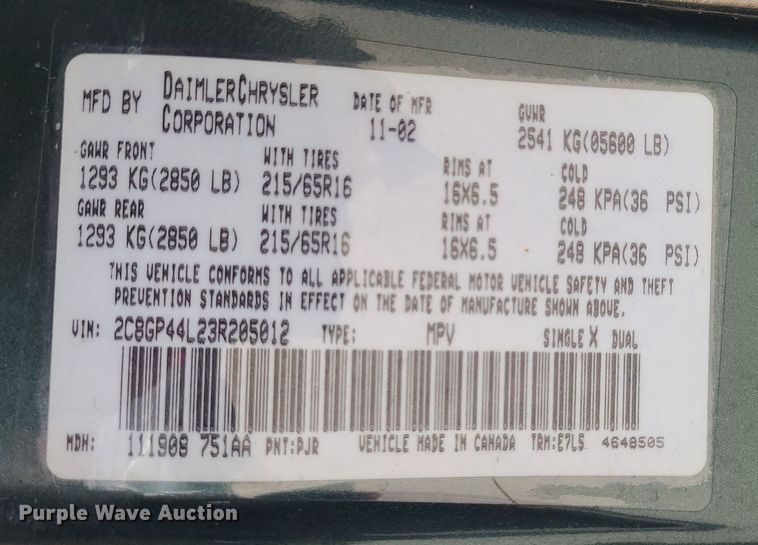 MFD BY DAIMLERCHRYSLER CORPORATION DATE OF MFR 11-02 GVWR 2541 KG(05600 LB)
GAWR FRONT WITH TIRES RIMS AT COLD
1293 KG(2850 LB) 215/65R16 16X6.5 248 KPA(36 PSI)
GAWR REAR WITH TIRES RIMS AT COLD
1293 KG(2850 LB) 215/65R16 16X6.5 248 KPA(36 PSI)
THIS VEHICLE CONFORMS TO ALL APPLICABLE FEDERAL MOTOR VEHICLE SAFETY AND THEFT
PREVENTION STANDARDS IN EFFECT ON THE DATE OF MANUFACTURE SHOWN ABOVE.
VIN: 2C8GP44L23R205012 TYPE: MPV SINGLE X DUAL
MDH: 111908 751AA PNT:PJR VEHICLE MADE IN CANADA TRM:E7L5 4648505
Purple Wave Auction